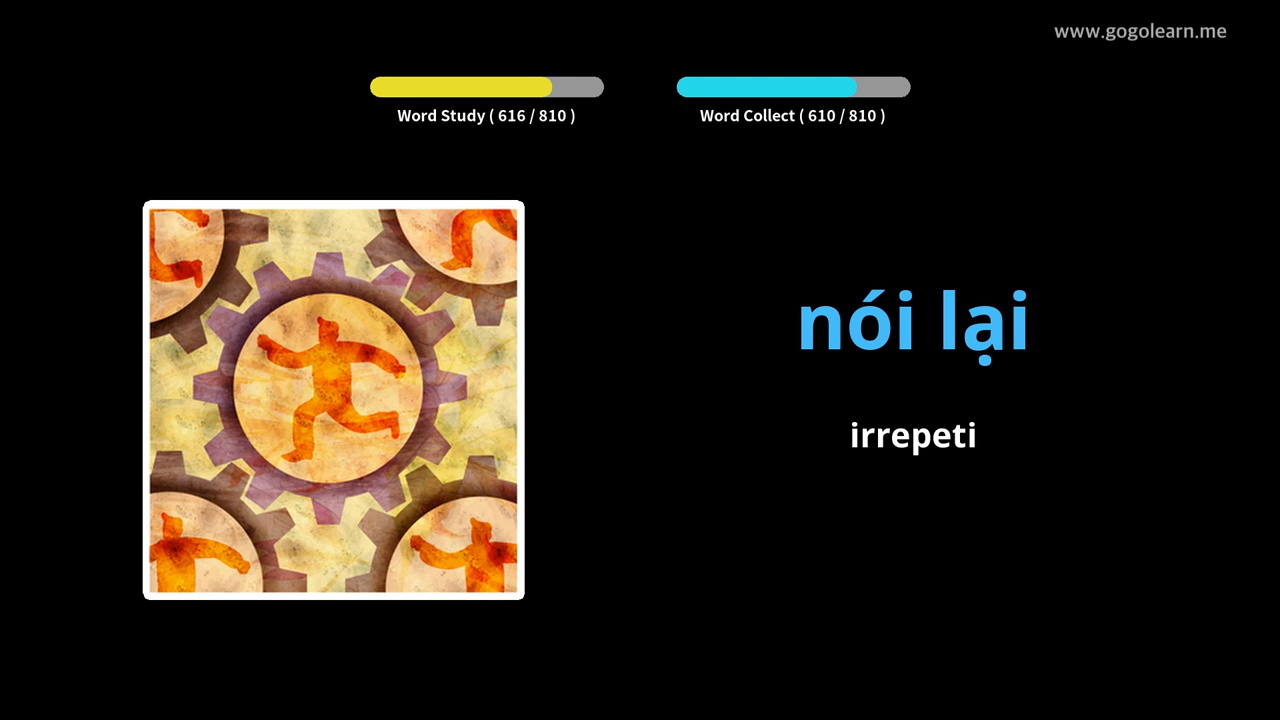 www.gogolearn.me
Word Study ( 616 / 810 )
Word Collect ( 610 / 810 )
nói lại
irrepeti